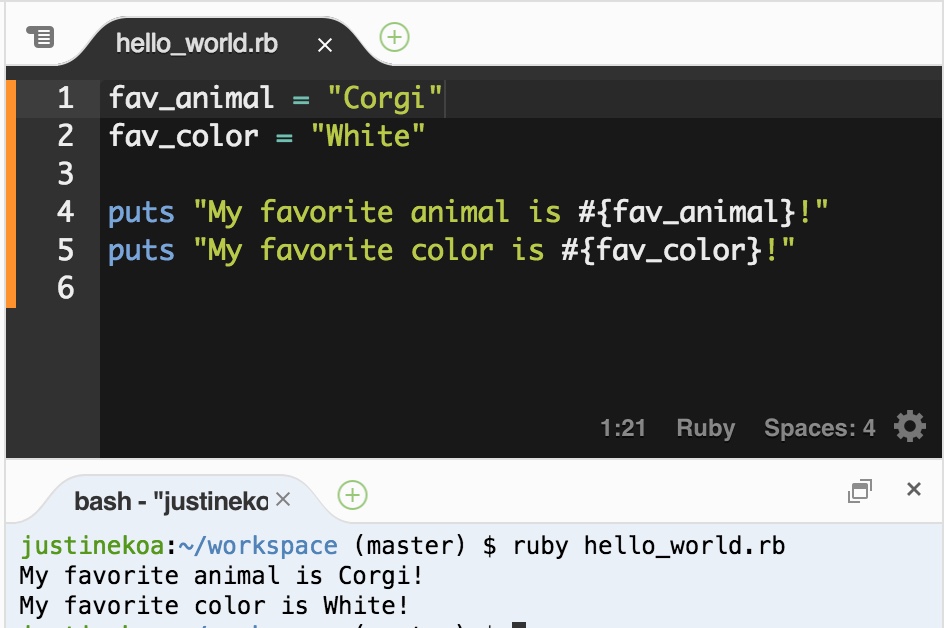 hello_world.rb ×
1 fav_animal = "Corgi"
2 fav_color = "White"
3
4 puts "My favorite animal is #{fav_animal}!"
5 puts "My favorite color is #{fav_color}!"
6
1:21 Ruby Spaces: 4
bash - "justineko ×
justinekoa:~/workspace (master) $ ruby hello_world.rb
My favorite animal is Corgi!
My favorite color is White!